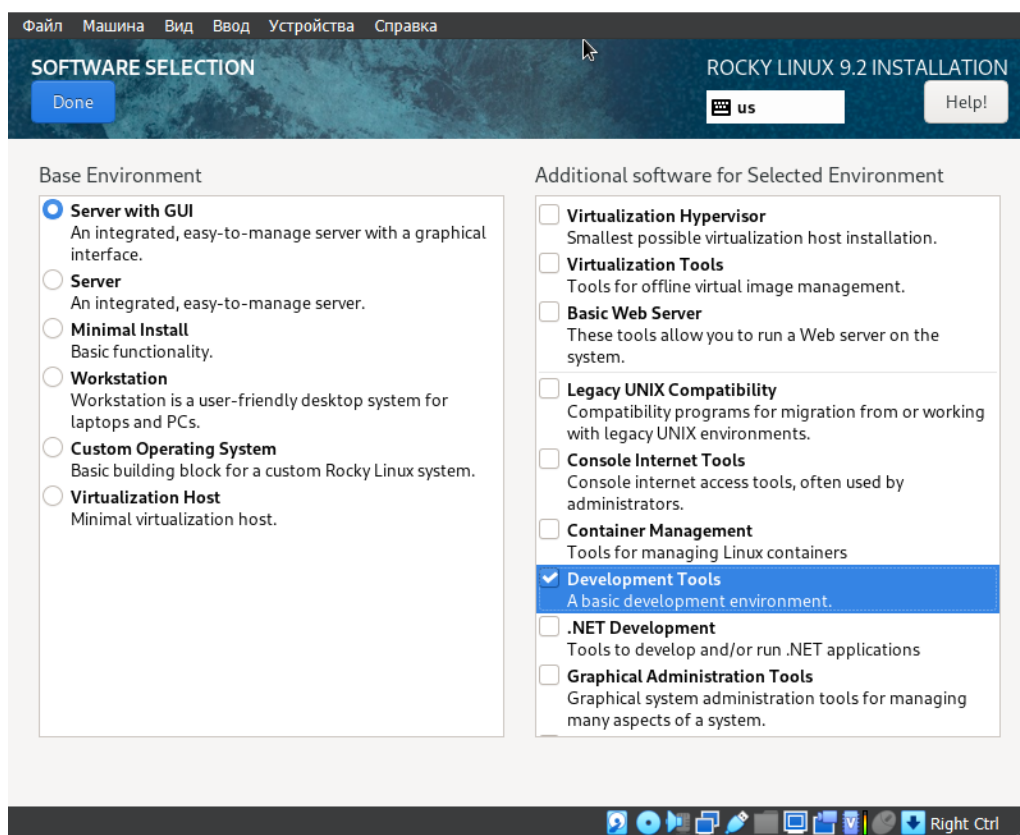 Файл Машина Вид Ввод Устройства Справка
SOFTWARE SELECTION
Done
ROCKY LINUX 9.2 INSTALLATION
us
Help!
Base Environment
Server with GUI
An integrated, easy-to-manage server with a graphical
interface.
Server
An integrated, easy-to-manage server.
Minimal Install
Basic functionality.
Workstation
Workstation is a user-friendly desktop system for
laptops and PCs.
Custom Operating System
Basic building block for a custom Rocky Linux system.
Virtualization Host
Minimal virtualization host.
Additional software for Selected Environment
Virtualization Hypervisor
Smallest possible virtualization host installation.
Virtualization Tools
Tools for offline virtual image management.
Basic Web Server
These tools allow you to run a Web server on the
system.
Legacy UNIX Compatibility
Compatibility programs for migration from or working
with legacy UNIX environments.
Console Internet Tools
Console internet access tools, often used by
administrators.
Container Management
Tools for managing Linux containers
Development Tools
A basic development environment.
.NET Development
Tools to develop and/or run .NET applications
Graphical Administration Tools
Graphical system administration tools for managing
many aspects of a system.
Right Ctrl